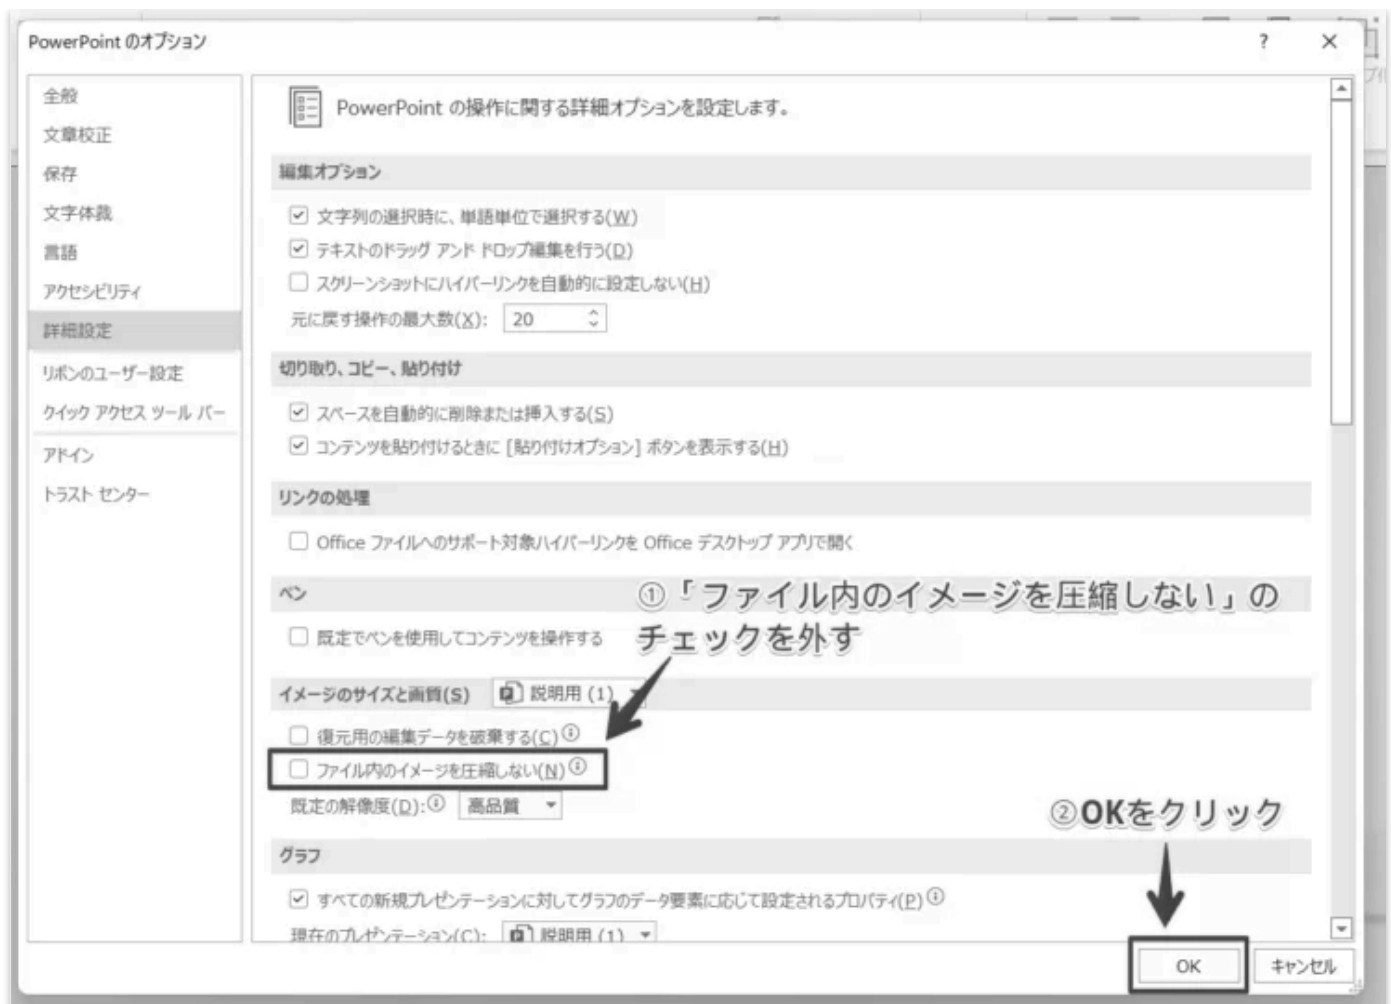 PowerPoint のオプション
?
全般
文章校正
保存
文字体裁
言語
アクセシビリティ
詳細設定
リボンのユーザー設定
クイック アクセス ツール バー
アドイン
トラスト センター
PowerPoint の操作に関する詳細オプションを設定します。
編集オプション
文字列の選択時に、単語単位で選択する(W)
テキストのドラッグ アンド ドロップ編集を行う(D)
スクリーンショットにハイパーリンクを自動的に設定しない(H)
元に戻す操作の最大数(X): 20
切り取り、コピー、貼り付け
スペースを自動的に削除または挿入する(S)
コンテンツを貼り付けるときに [貼り付けオプション] ボタンを表示する(H)
リンクの処理
Office ファイルへのサポート対象ハイパーリンクを Office デスクトップ アプリで開く
ペン
既定でペンを使用してコンテンツを操作する
①「ファイル内のイメージを圧縮しない」の
チェックを外す
イメージのサイズと画質(S) 説明用 (1)
復元用の編集データを破棄する(C)
ファイル内のイメージを圧縮しない(N)
既定の解像度(D): 高品質
②OKをクリック
グラフ
すべての新規プレゼンテーションに対してグラフのデータ要素に応じて設定されるプロパティ(P)
現在のプレゼンテーション(C): 説明用 (1)
OK
キャンセル